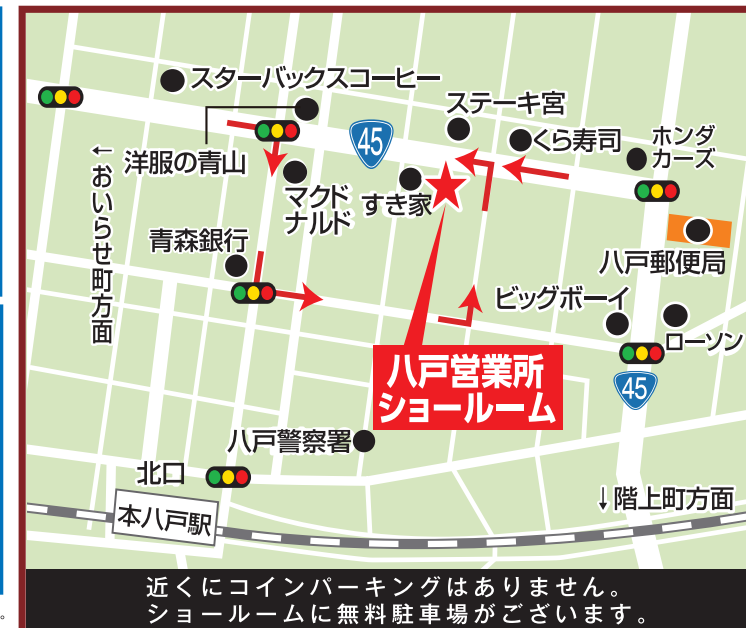 スターバックスコーヒー
ステーキ宮
45
くら寿司
ホンダ
カーズ
洋服の青山
マクド
ナルド
すき家
←おいらせ町方面
青森銀行
八戸郵便局
ビッグボーイ
ローソン
八戸営業所
ショールーム
45
八戸警察署
北口
本八戸駅
↓階上町方面
近くにコインパーキングはありません。
ショールームに無料駐車場がございます。
。